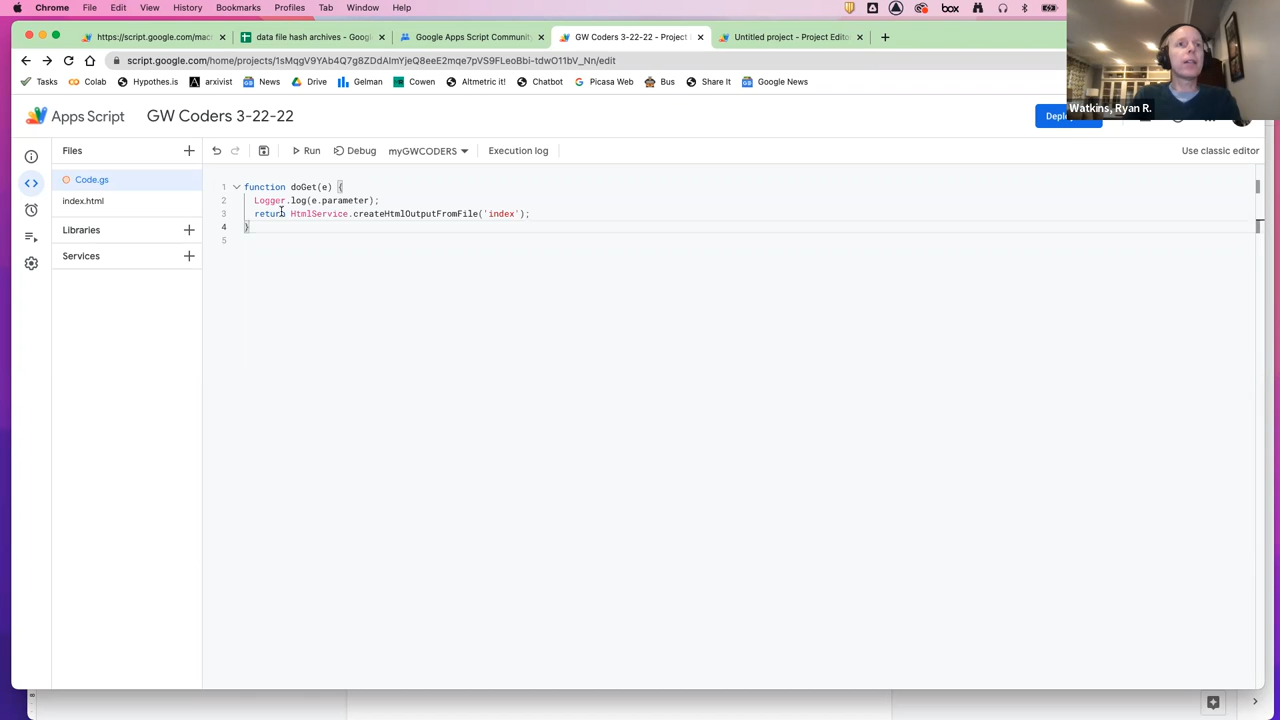 Chrome File Edit View History Bookmarks Profiles Tab Window Help
box
https://script.google.com/mac
data file hash archives - Googl
Google Apps Script Communit
GW Coders 3-22-22 - Project
Untitled project - Project Edito
script.google.com/home/projects/1sMqgV9YAb4Q7g8ZDdAImYjeQ8eeE2mqe7pVS9FLeoBbi-tdwO11bV_Nn/edit
Tasks Colab Hypothes.is arxivist News Drive Gelman Cowen Altmetric it! Chatbot Picasa Web Bus Share It Google News
Watkins, Ryan R.
Apps Script GW Coders 3-22-22
Files
Run Debug myGWCODERS Execution log Use classic editor
Code.gs
index.html
Libraries
Services
1 function doGet(e) {
2 Logger.log(e.parameter);
3 return HtmlService.createHtmlOutputFromFile('index');
4 }
5